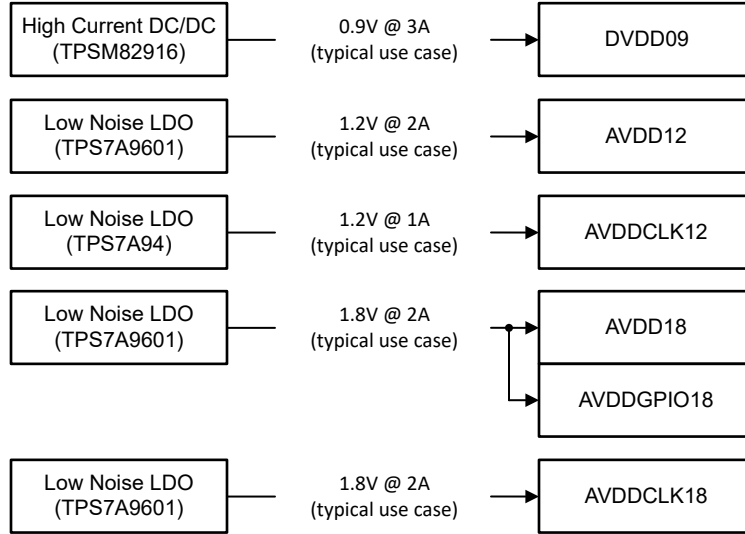 High Current DC/DC
(TPSM82916)
0.9V @ 3A
(typical use case)
DVDD09
Low Noise LDO
(TPS7A9601)
1.2V @ 2A
(typical use case)
AVDD12
Low Noise LDO
(TPS7A94)
1.2V @ 1A
(typical use case)
AVDDCLK12
Low Noise LDO
(TPS7A9601)
1.8V @ 2A
(typical use case)
AVDD18
AVDDGPIO18
Low Noise LDO
(TPS7A9601)
1.8V @ 2A
(typical use case)
AVDDCLK18